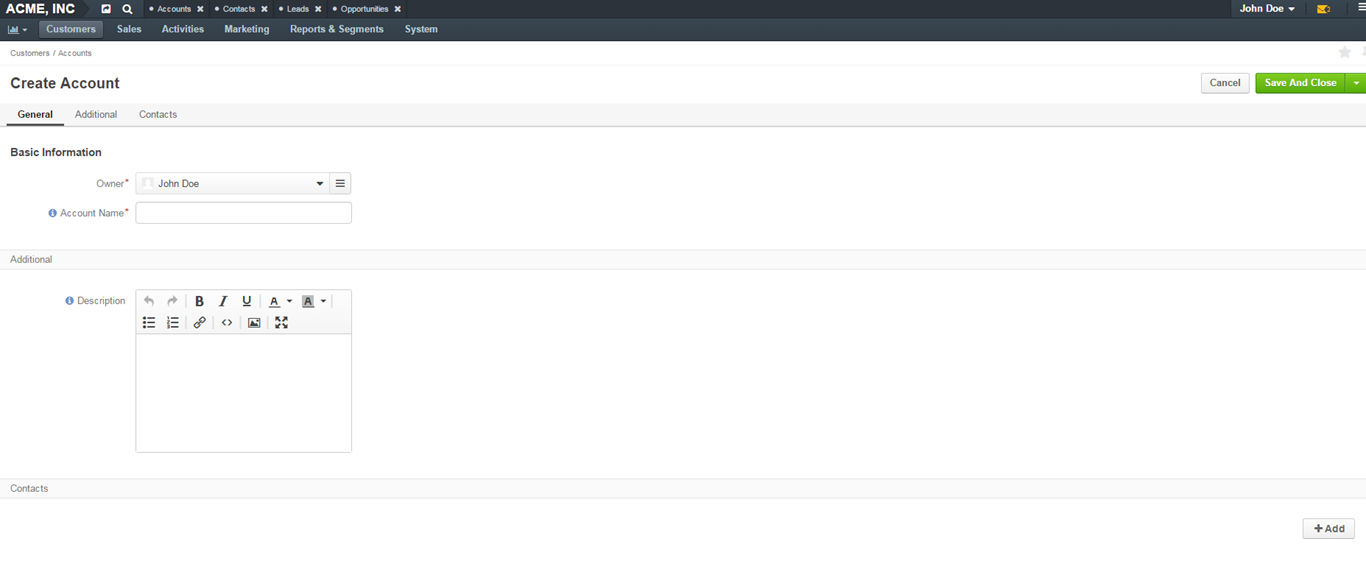 ACME, INC Accounts Contacts Leads Opportunities John Doe
Customers Sales Activities Marketing Reports & Segments System
Customers / Accounts
Create Account Cancel Save And Close
General Additional Contacts
Basic Information
Owner* John Doe
Account Name*
Additional
Description B I U A A
Contacts
+ Add